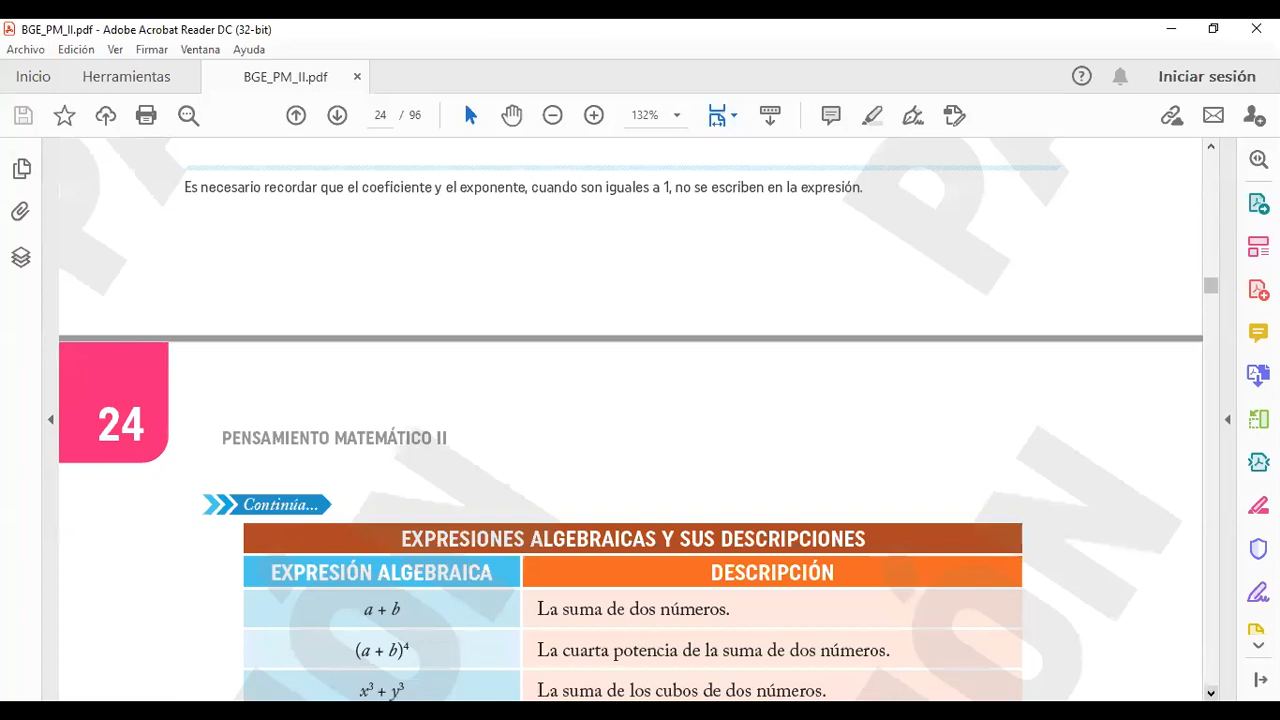 BGE_PM_II.pdf - Adobe Acrobat Reader DC (32-bit)
Archivo Edición Ver Firmar Ventana Ayuda
Inicio Herramientas BGE_PM_II.pdf × Iniciar sesión
24 / 96 132%
Es necesario recordar que el coeficiente y el exponente, cuando son iguales a 1, no se escriben en la expresión.
24
PENSAMIENTO MATEMÁTICO II
Continúa...
EXPRESIONES ALGEBRAICAS Y SUS DESCRIPCIONES
EXPRESIÓN ALGEBRAICA DESCRIPCIÓN
a + b La suma de dos números.
(a + b)⁴ La cuarta potencia de la suma de dos números.
x³ + y³ La suma de los cubos de dos números.